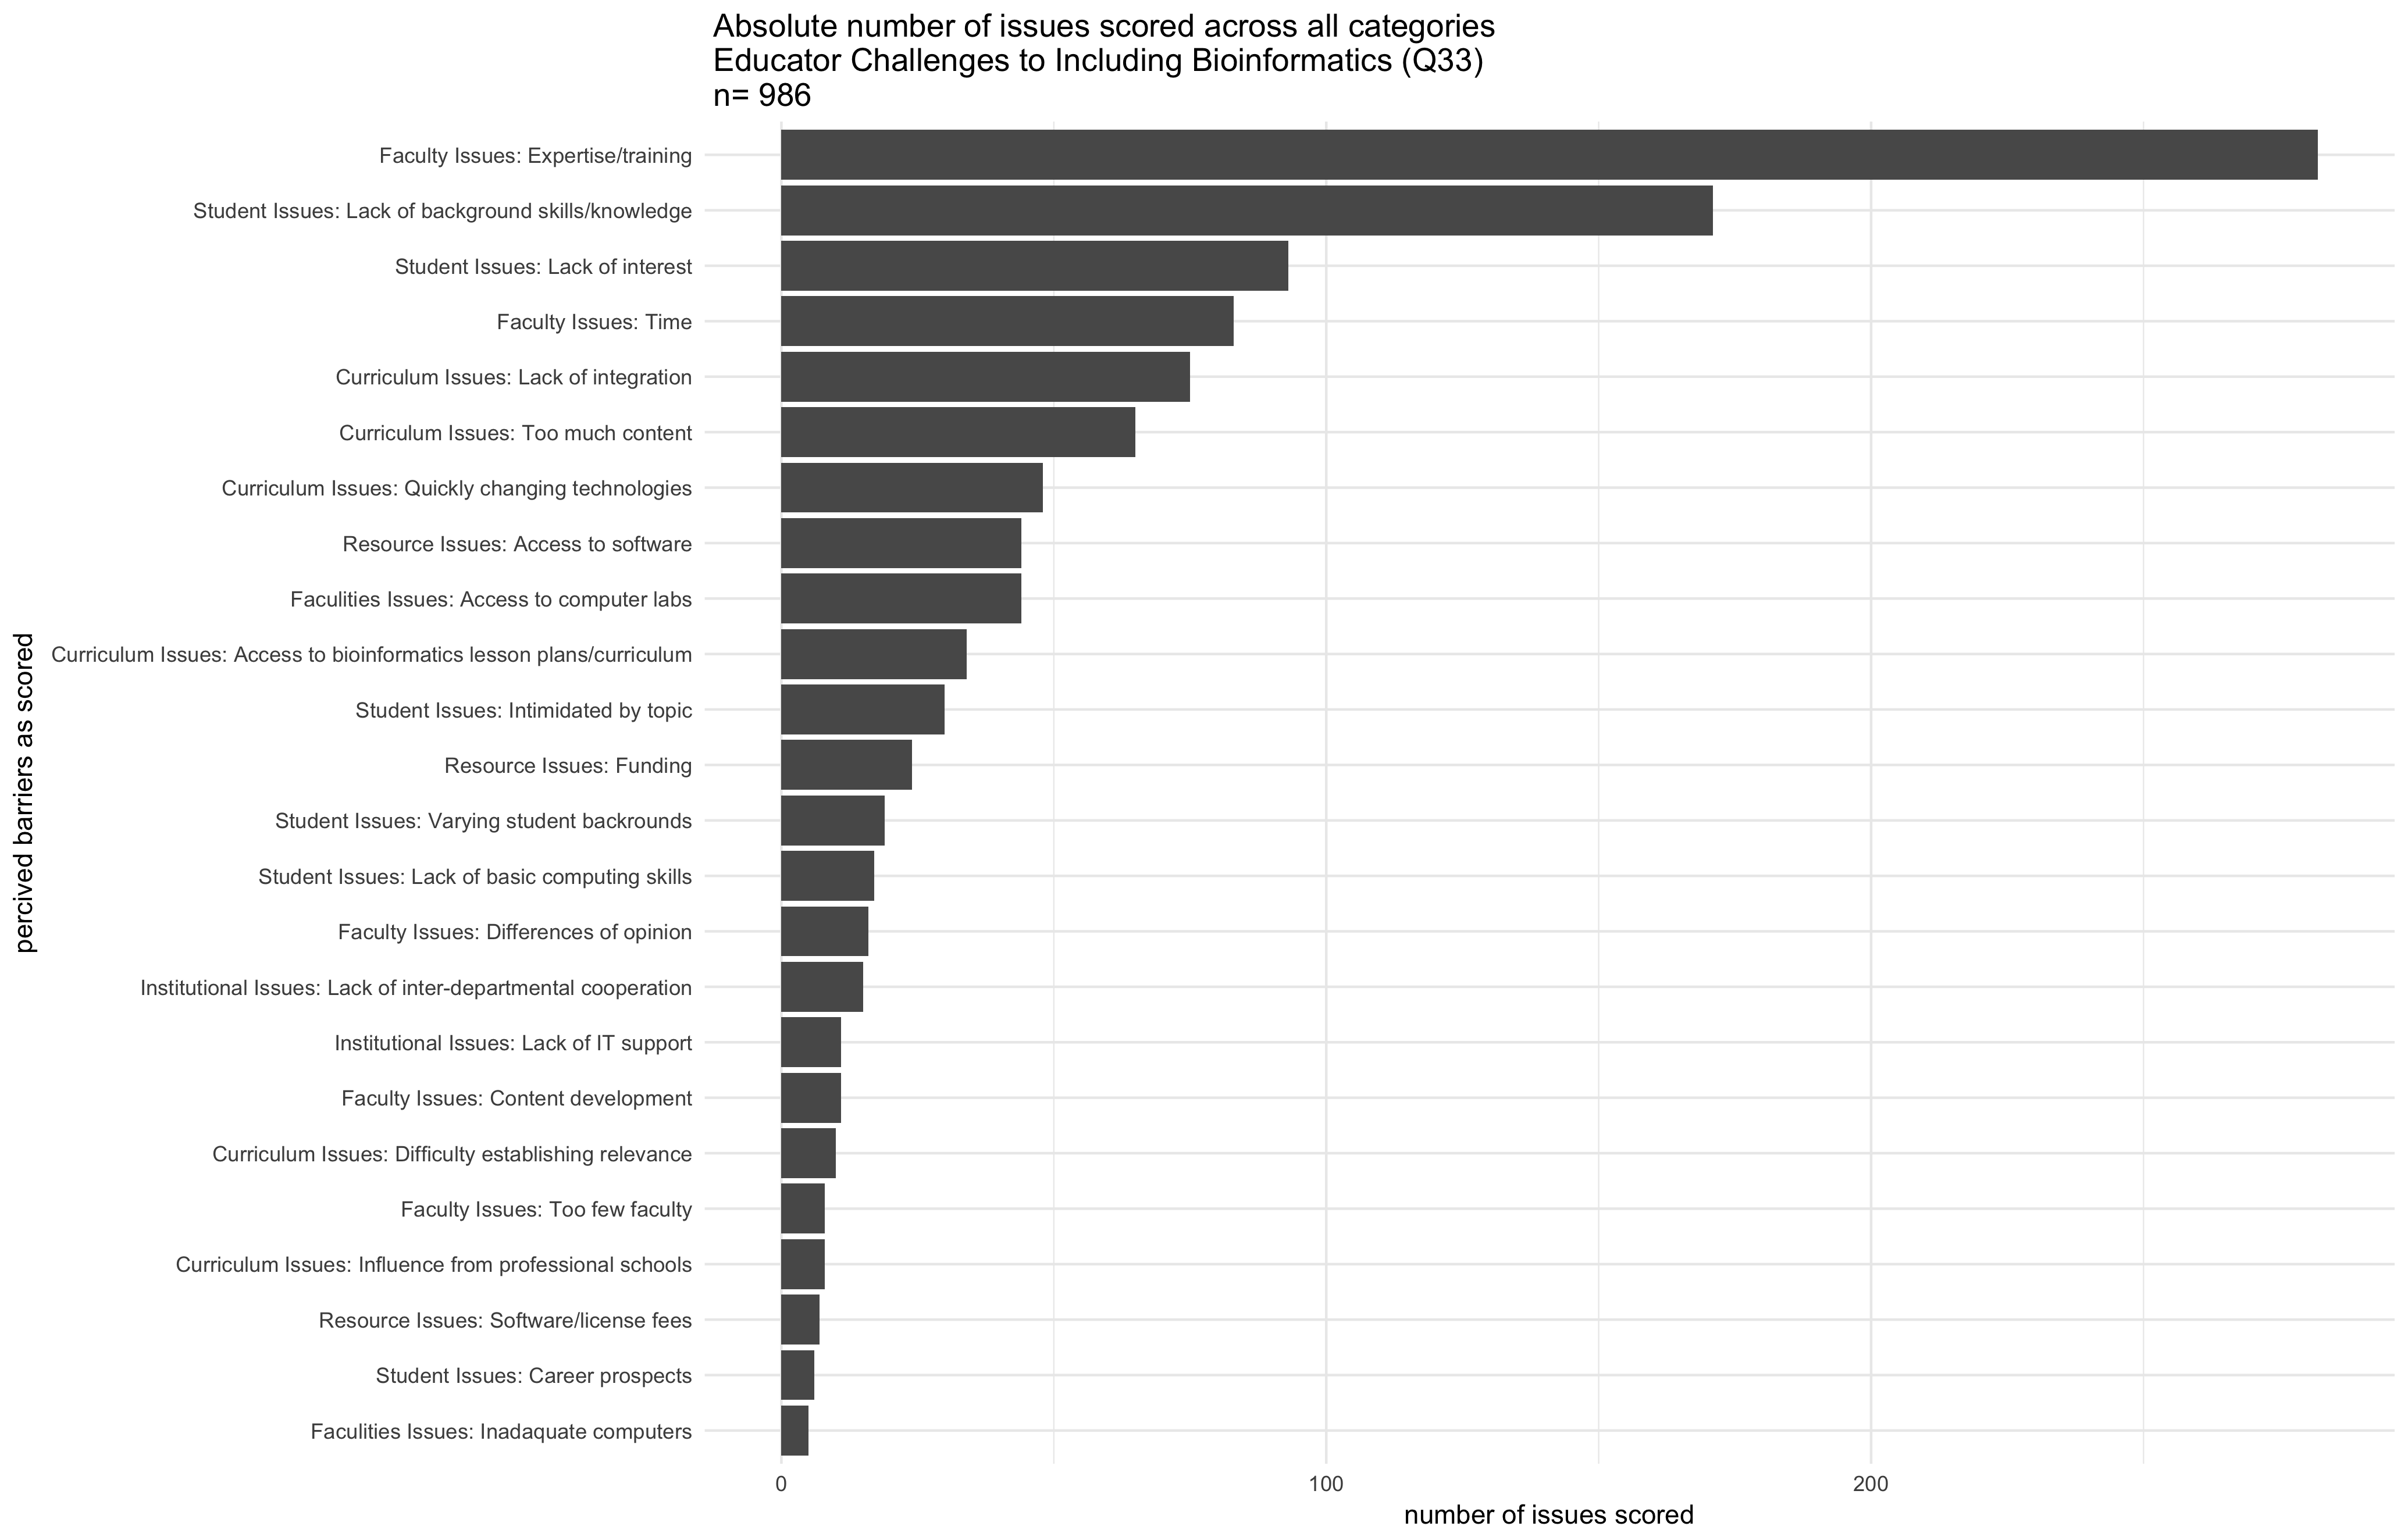 Absolute number of issues scored across all categories
Educator Challenges to Including Bioinformatics (Q33)
n= 986
Faculty Issues: Expertise/training
Student Issues: Lack of background skills/knowledge
Student Issues: Lack of interest
Faculty Issues: Time
Curriculum Issues: Lack of integration
Curriculum Issues: Too much content
Curriculum Issues: Quickly changing technologies
Resource Issues: Access to software
Faculities Issues: Access to computer labs
Curriculum Issues: Access to bioinformatics lesson plans/curriculum
Student Issues: Intimidated by topic
Resource Issues: Funding
Student Issues: Varying student backrounds
Student Issues: Lack of basic computing skills
Faculty Issues: Differences of opinion
Institutional Issues: Lack of inter-departmental cooperation
Institutional Issues: Lack of IT support
Faculty Issues: Content development
Curriculum Issues: Difficulty establishing relevance
Faculty Issues: Too few faculty
Curriculum Issues: Influence from professional schools
Resource Issues: Software/license fees
Student Issues: Career prospects
Faculities Issues: Inadaquate computers
percived barriers as scored
0 100 200
number of issues scored